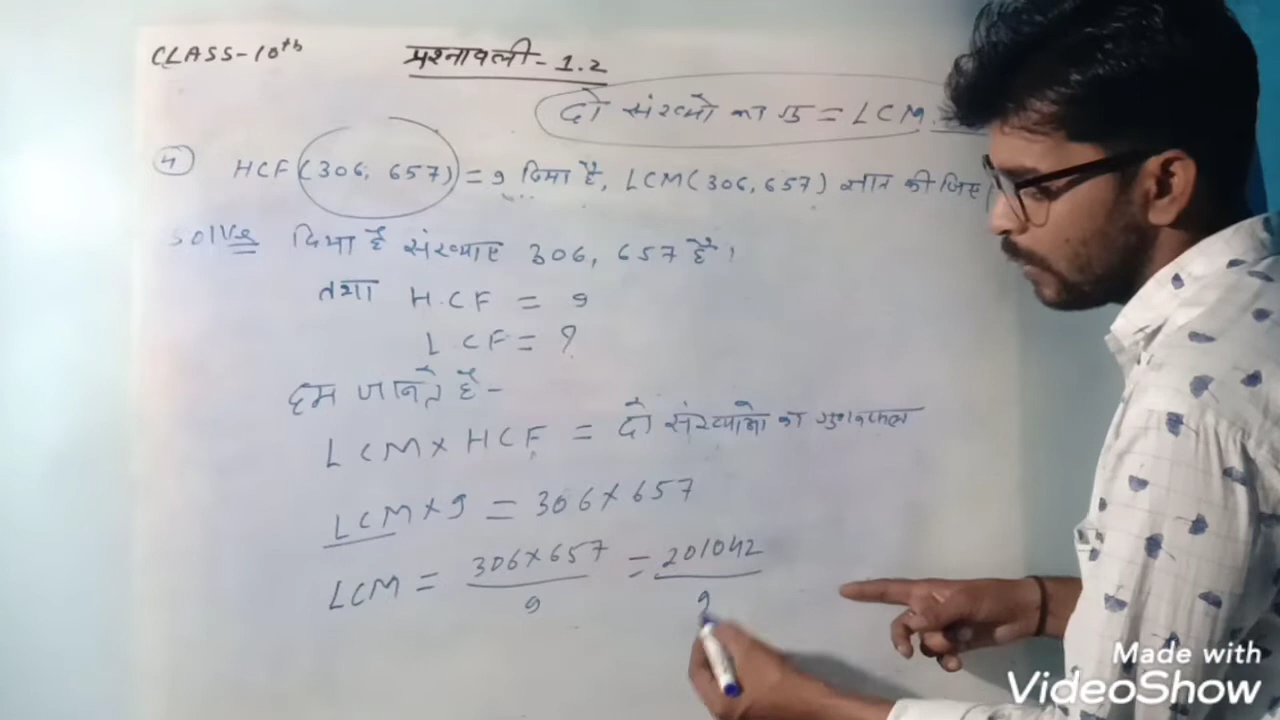 CLASS-10th प्रश्नावली-1.2
दो संख्यो का गु = LCM
4 HCF(306, 657) = 9 दिया है, LCM(306,657) ज्ञात कीजिए।
Solve दिया है संख्याए 306, 657 है।
तथा H.CF = 9
L CF = ?
हम जानते है -
LCM × HCF = दो संख्याओ का गुणनफल
LCM × 9 = 306 × 657
LCM = 306×657 / 9 = 201042 / 9
Made with
VideoShow